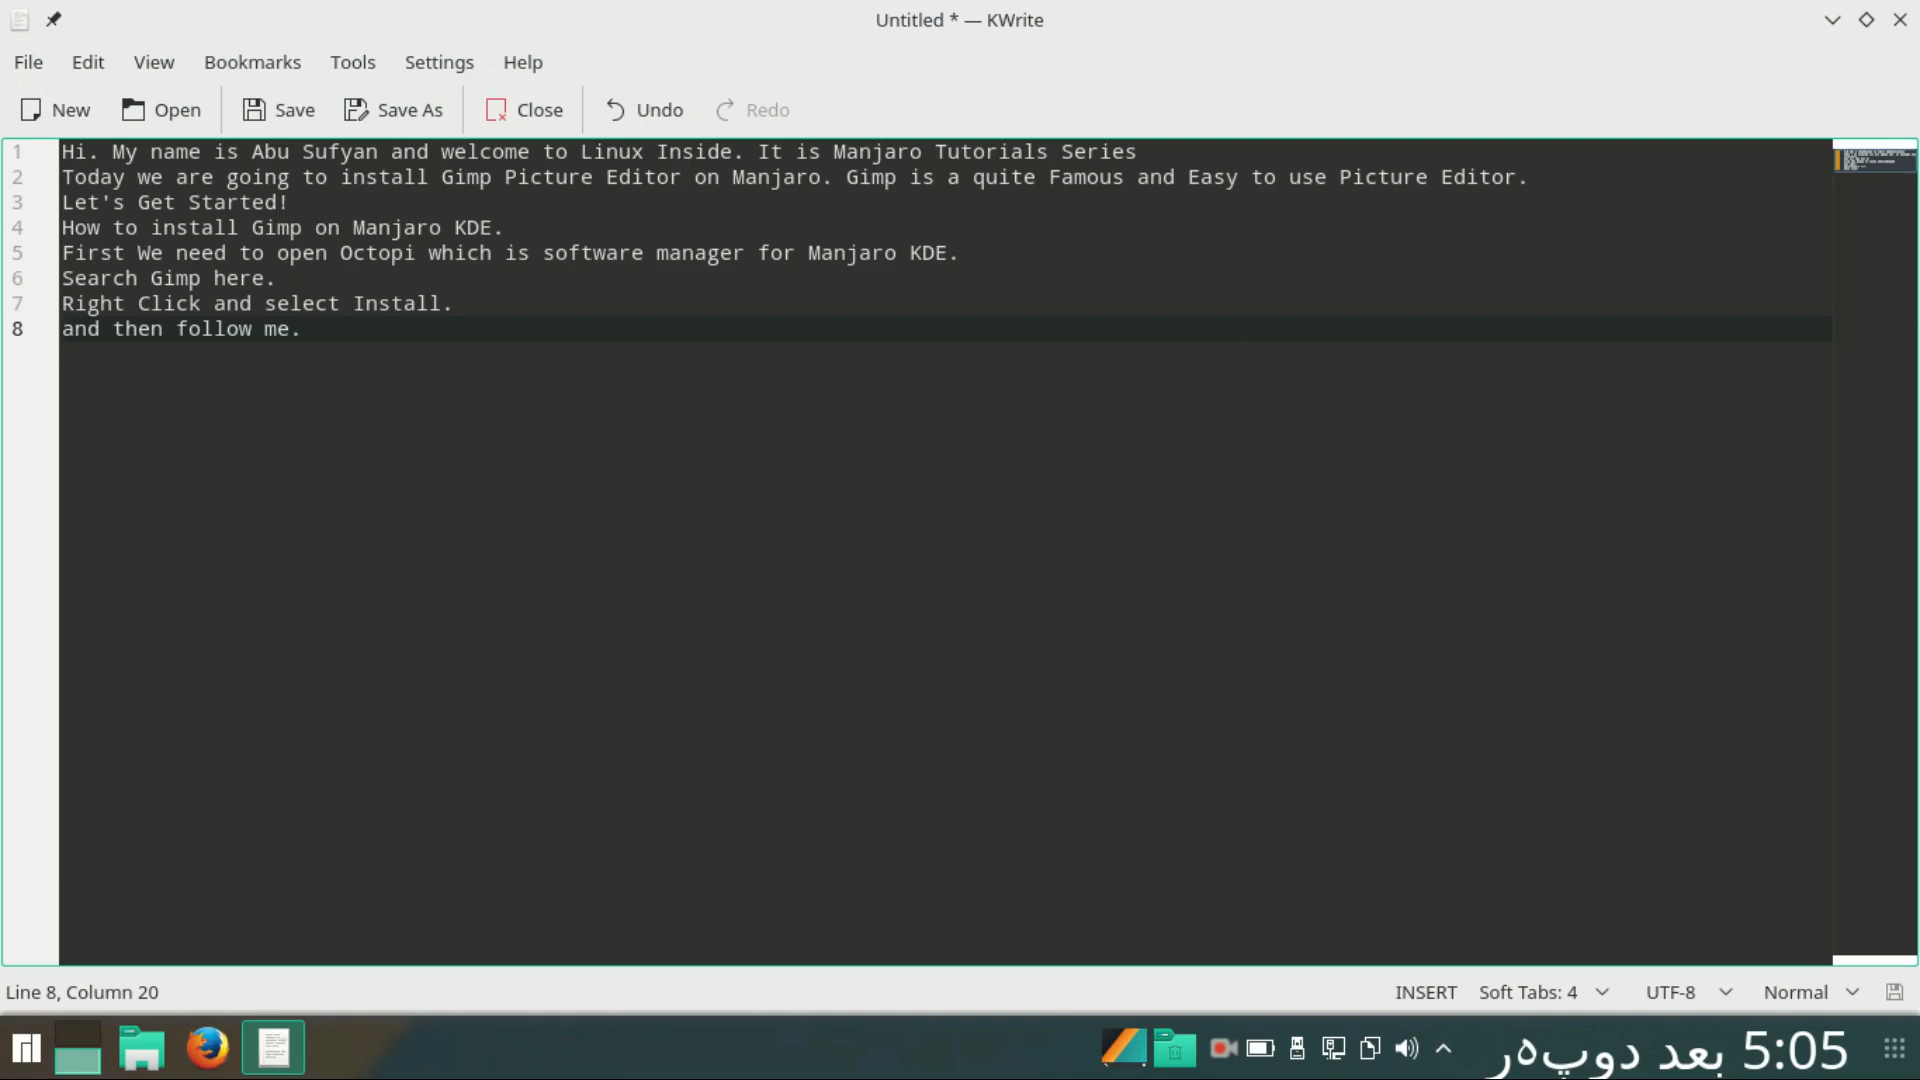 Untitled * — KWrite
File Edit View Bookmarks Tools Settings Help
New Open Save Save As Close Undo Redo
1 Hi. My name is Abu Sufyan and welcome to Linux Inside. It is Manjaro Tutorials Series
2 Today we are going to install Gimp Picture Editor on Manjaro. Gimp is a quite Famous and Easy to use Picture Editor.
3 Let's Get Started!
4 How to install Gimp on Manjaro KDE.
5 First We need to open Octopi which is software manager for Manjaro KDE.
6 Search Gimp here.
7 Right Click and select Install.
8 and then follow me.
Line 8, Column 20 INSERT Soft Tabs: 4 UTF-8 Normal
5:05 بعد دوپہر